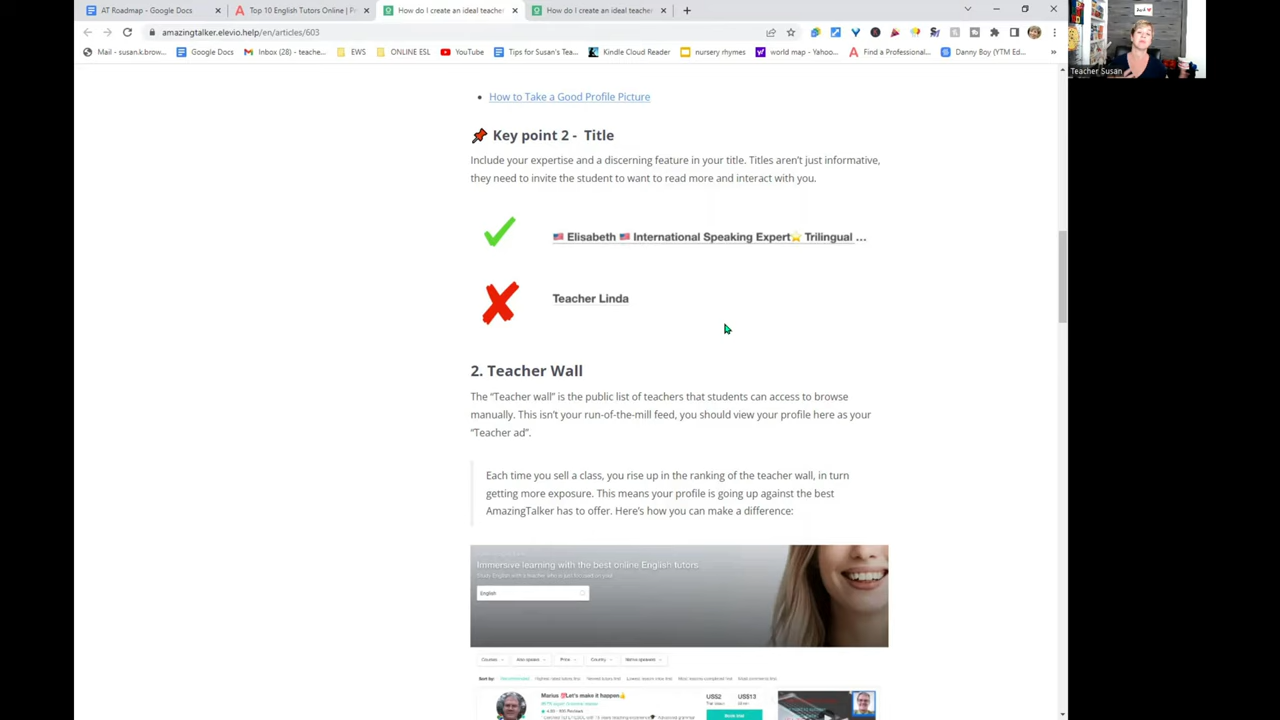 AT Roadmap - Google Docs
Top 10 English Tutors Online | P
How do I create an ideal teacher
How do I create an ideal teacher
amazingtalker.elevio.help/en/articles/603
Mail - susan.k.brow...
Google Docs
Inbox (28) - teache...
EWS
ONLINE ESL
YouTube
Tips for Susan's Tea...
Kindle Cloud Reader
nursery rhymes
world map - Yahoo...
Find a Professional...
Danny Boy (YTM Ed...
Teacher Susan
How to Take a Good Profile Picture
Key point 2 - Title
Include your expertise and a discerning feature in your title. Titles aren't just informative,
they need to invite the student to want to read more and interact with you.
Elisabeth International Speaking Expert Trilingual ...
Teacher Linda
2. Teacher Wall
The "Teacher wall" is the public list of teachers that students can access to browse
manually. This isn't your run-of-the-mill feed, you should view your profile here as your
"Teacher ad".
Each time you sell a class, you rise up in the ranking of the teacher wall, in turn
getting more exposure. This means your profile is going up against the best
AmazingTalker has to offer. Here's how you can make a difference:
Immersive learning with the best online English tutors
English
Courses
Also speaks
Price
Country
Native speakers
Sort by:
Marius Let's make it happen
US$2
US$13